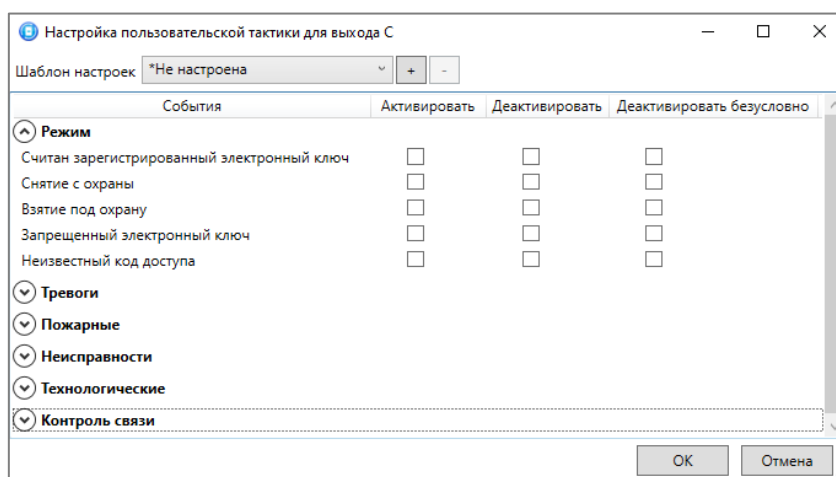 Настройка пользовательской тактики для выхода С
Шаблон настроек *Не настроена + -
События Активировать Деактивировать Деактивировать безусловно
Режим
Считан зарегистрированный электронный ключ
Снятие с охраны
Взятие под охрану
Запрещенный электронный ключ
Неизвестный код доступа
Тревоги
Пожарные
Неисправности
Технологические
Контроль связи
ОК Отмена